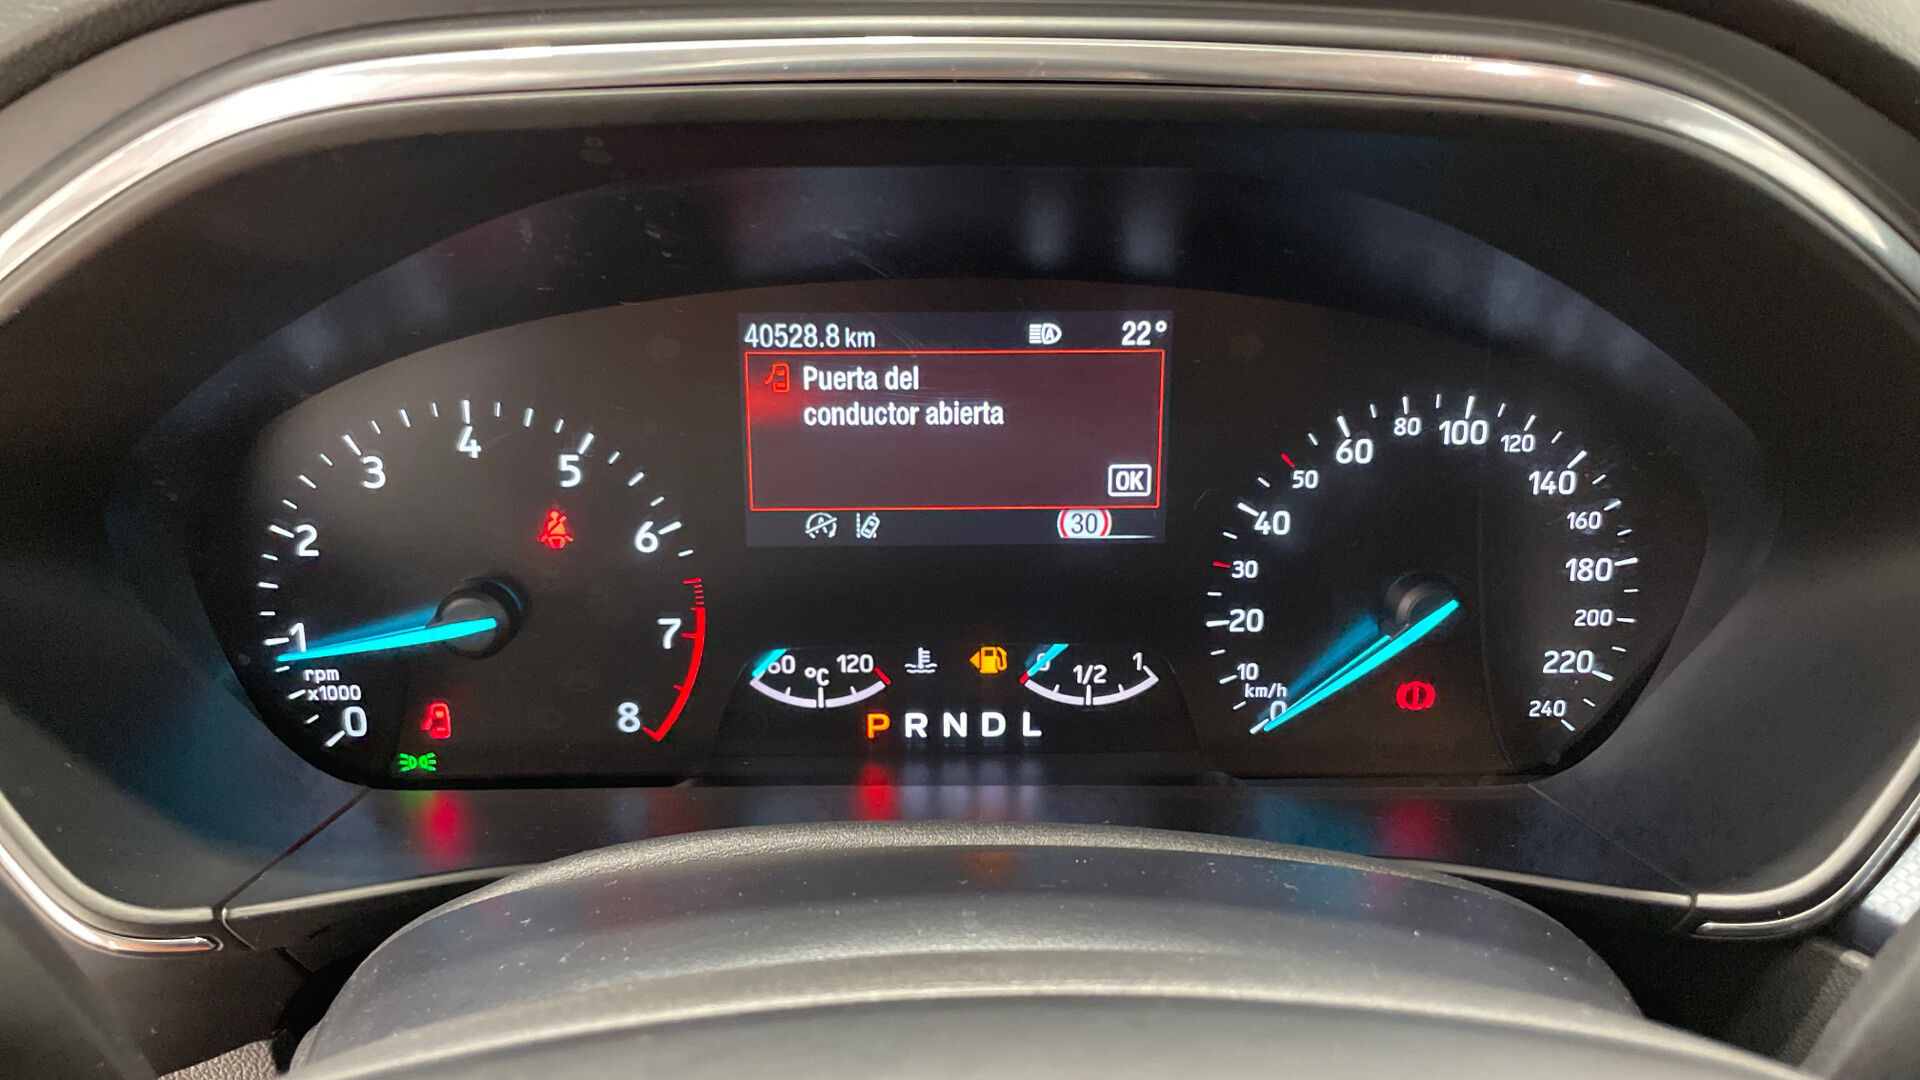 40528.8 km 22°
Puerta del
conductor abierta
OK
30
0 1 2 3 4 5 6 7 8
rpm
x1000
60 °C 120
0 1/2 1
P R N D L
0 10 20 30 40 50 60 80 100 120 140 160 180 200 220 240
km/h